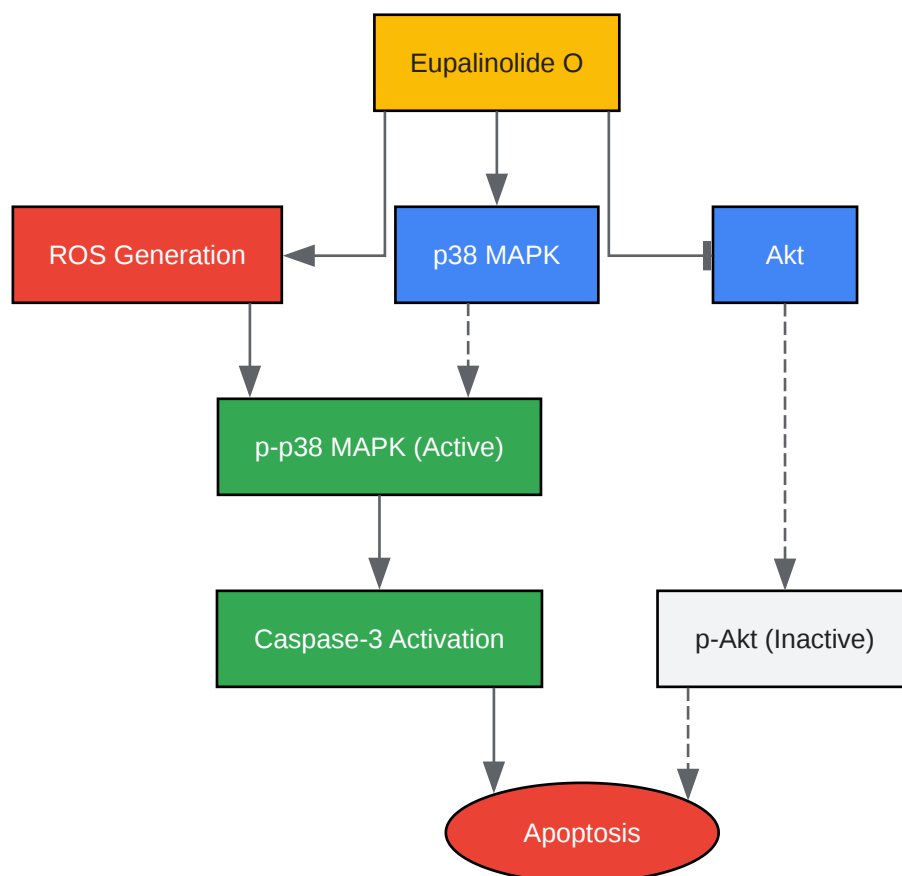 Eupalinolide O
ROS Generation
p38 MAPK
Akt
p-p38 MAPK (Active)
Caspase-3 Activation
p-Akt (Inactive)
Apoptosis